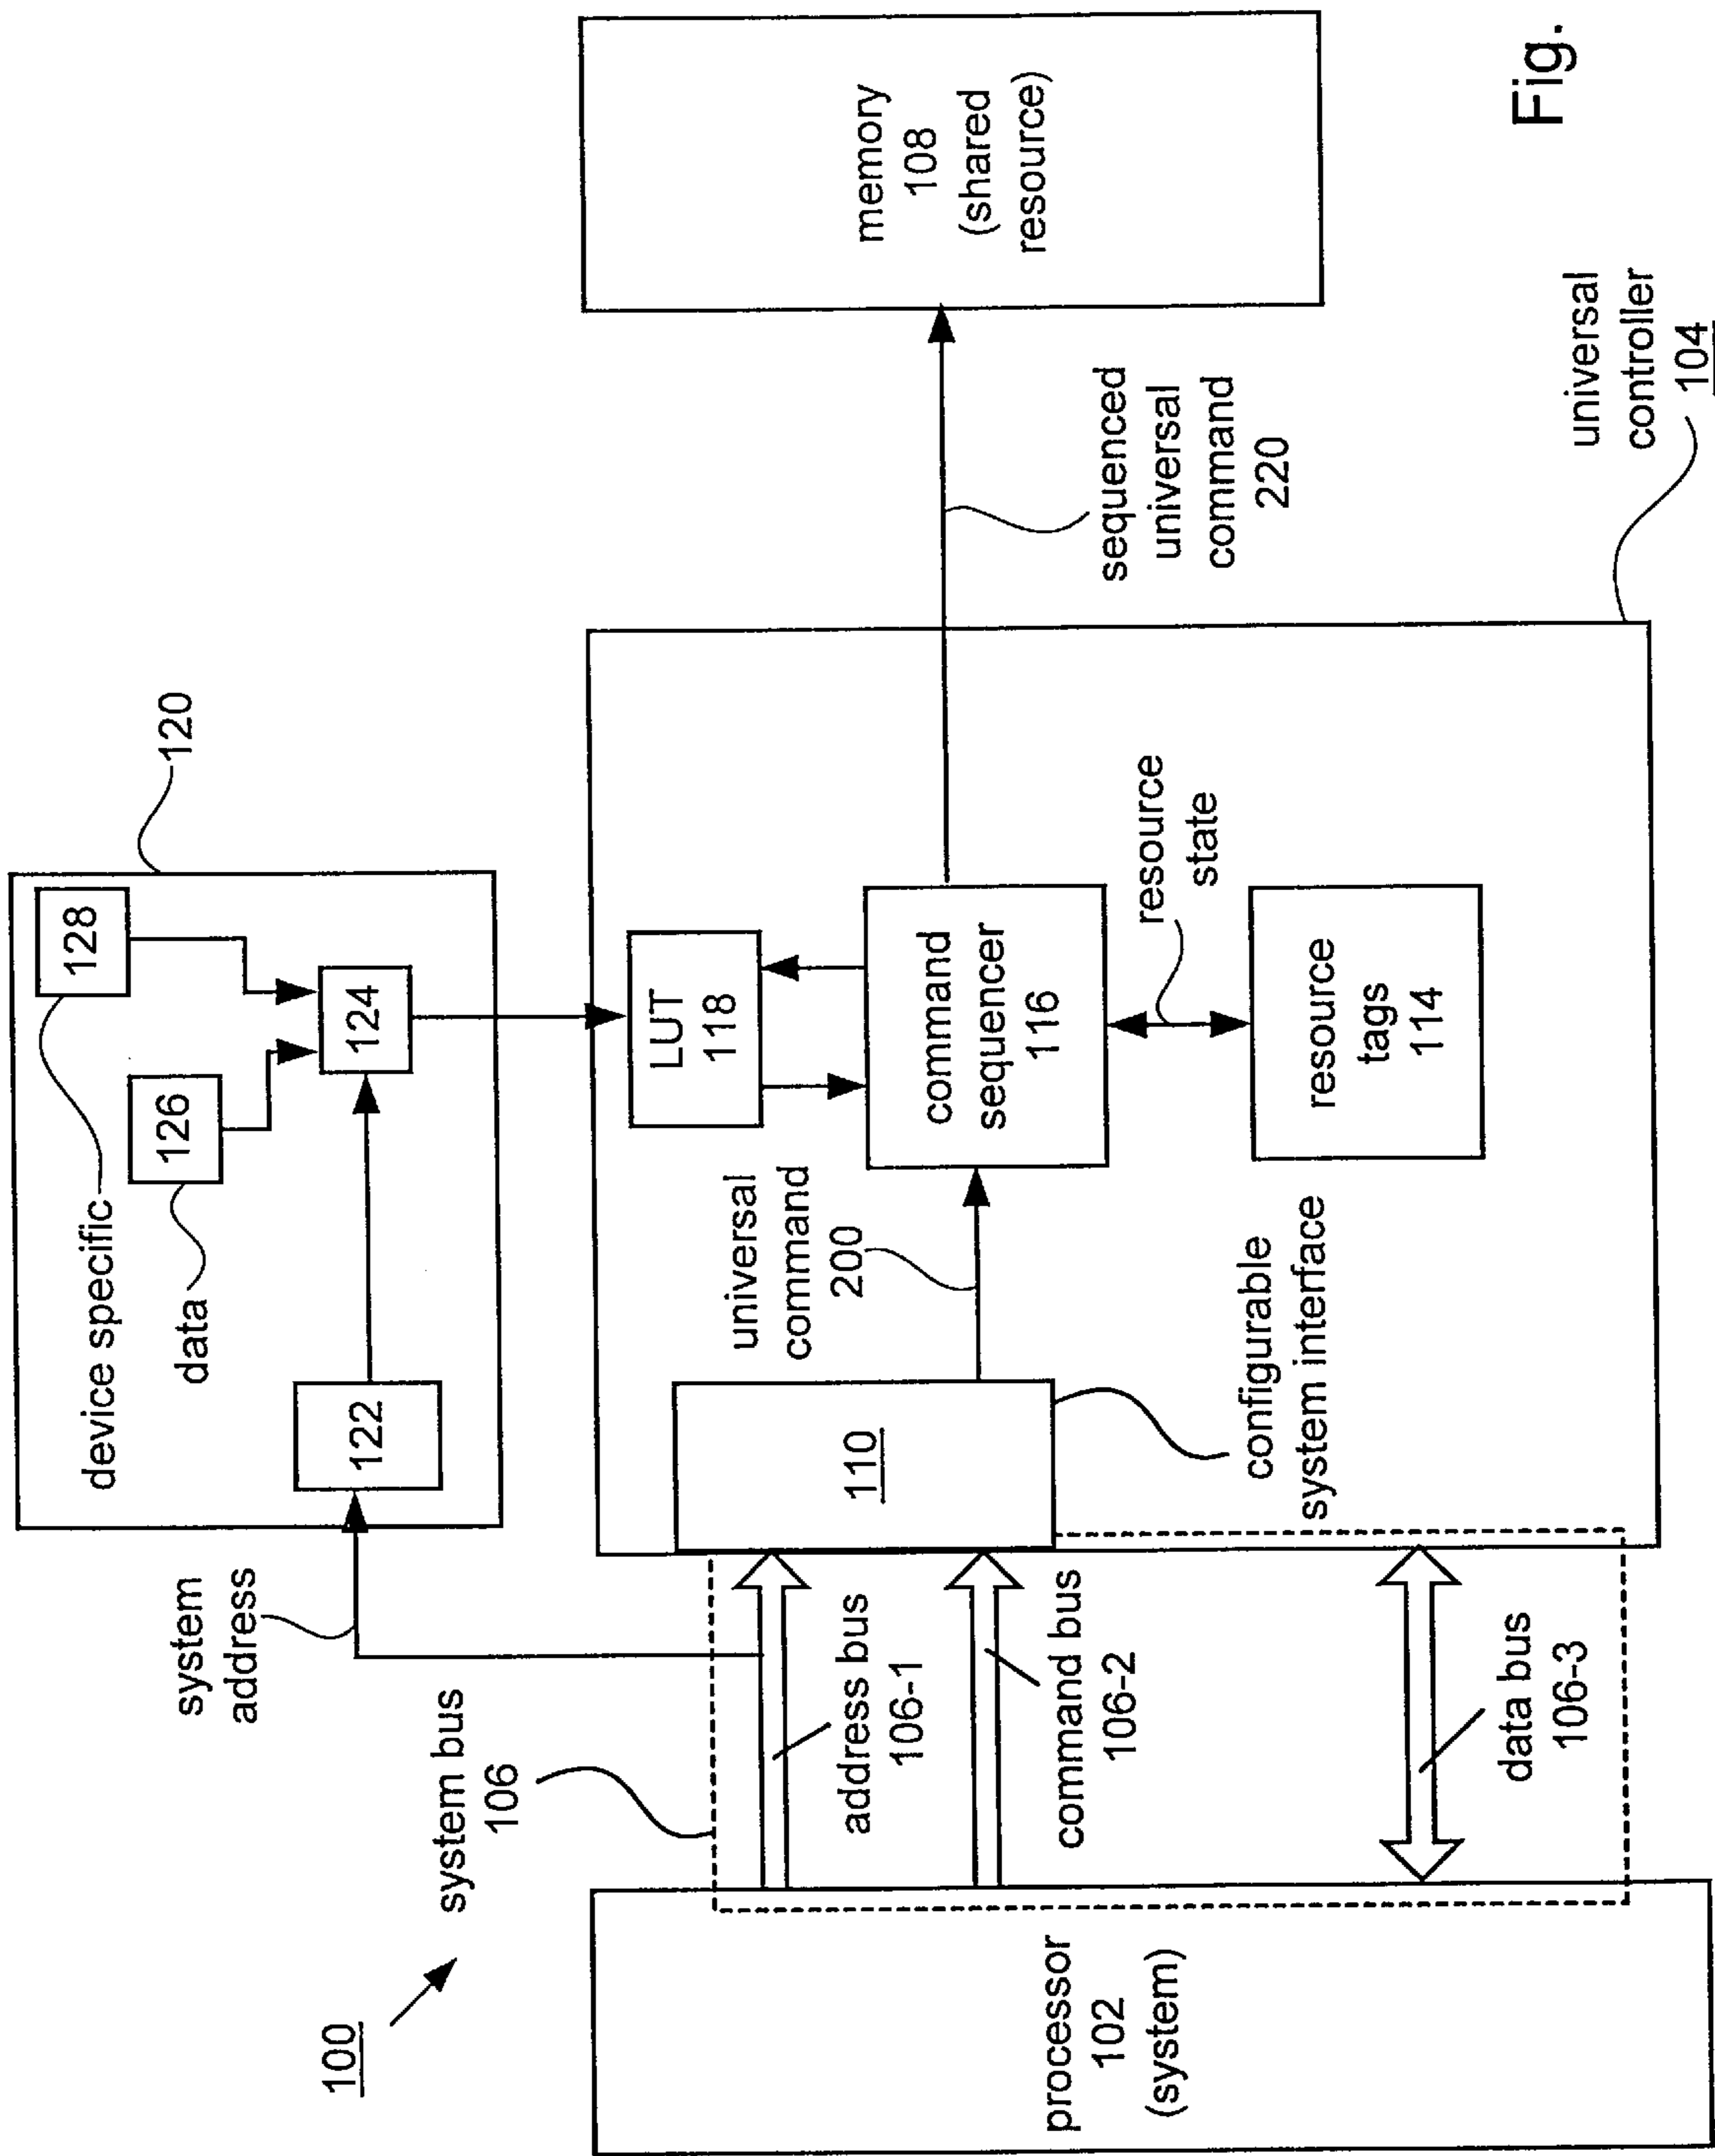 100
system bus
106
system
address
device specific
data
128
126
124
122
120
processor
102
(system)
address bus
106-1
command bus
106-2
data bus
106-3
110
configurable
system interface
universal
command
200
LUT
118
command
sequencer
116
resource
state
resource
tags
114
sequenced
universal
command
220
universal
controller
104
memory
108
(shared
resource)
Fig.